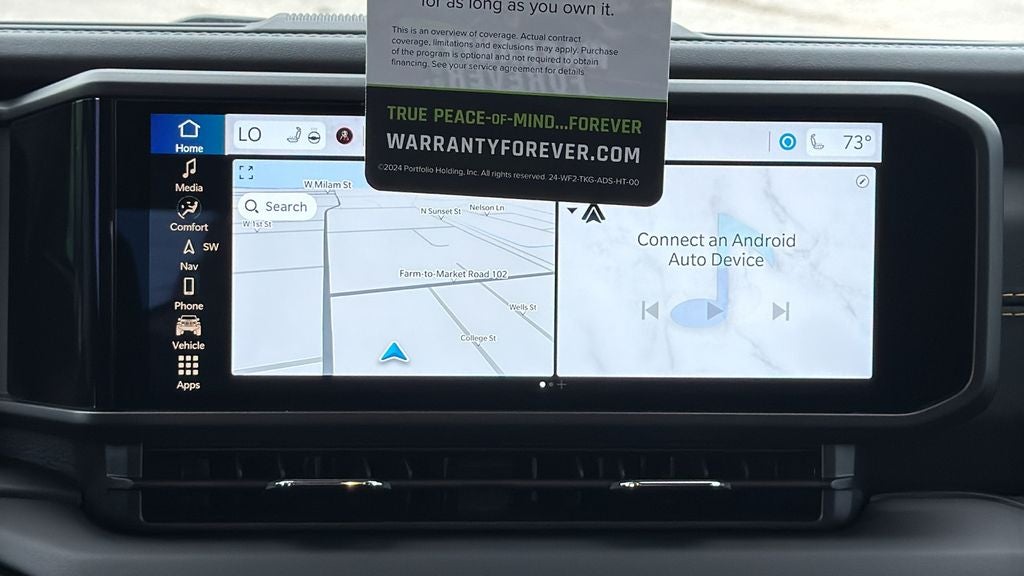 for as long as you own it.
This is an overview of coverage. Actual contract
coverage, limitations and exclusions may apply. Purchase
of the program is optional and not required to obtain
financing. See your service agreement for details
TRUE PEACE-OF-MIND...FOREVER
WARRANTYFOREVER.COM
©2024 Portfolio Holding, Inc. All rights reserved 24-WF2-TKG-ADS-HT-00
Home
Media
Comfort
SW
Nav
Phone
Vehicle
Apps
LO
73°
W Milam St
Search
W 1st St
N Sunset St
Nelson Ln
Farm-to-Market Road 102
Wells St
College St
Connect an Android
Auto Device